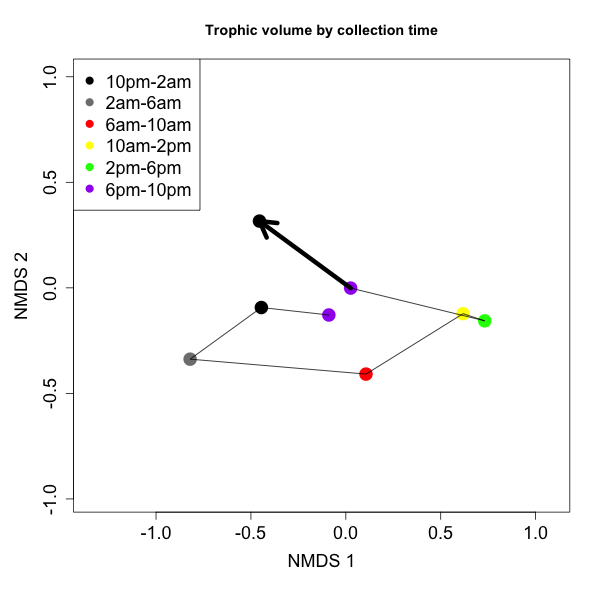 Trophic volume by collection time
10pm-2am
2am-6am
6am-10am
10am-2pm
2pm-6pm
6pm-10pm
1.0
0.5
0.0
-0.5
-1.0
NMDS 2
-1.0 -0.5 0.0 0.5 1.0
NMDS 1